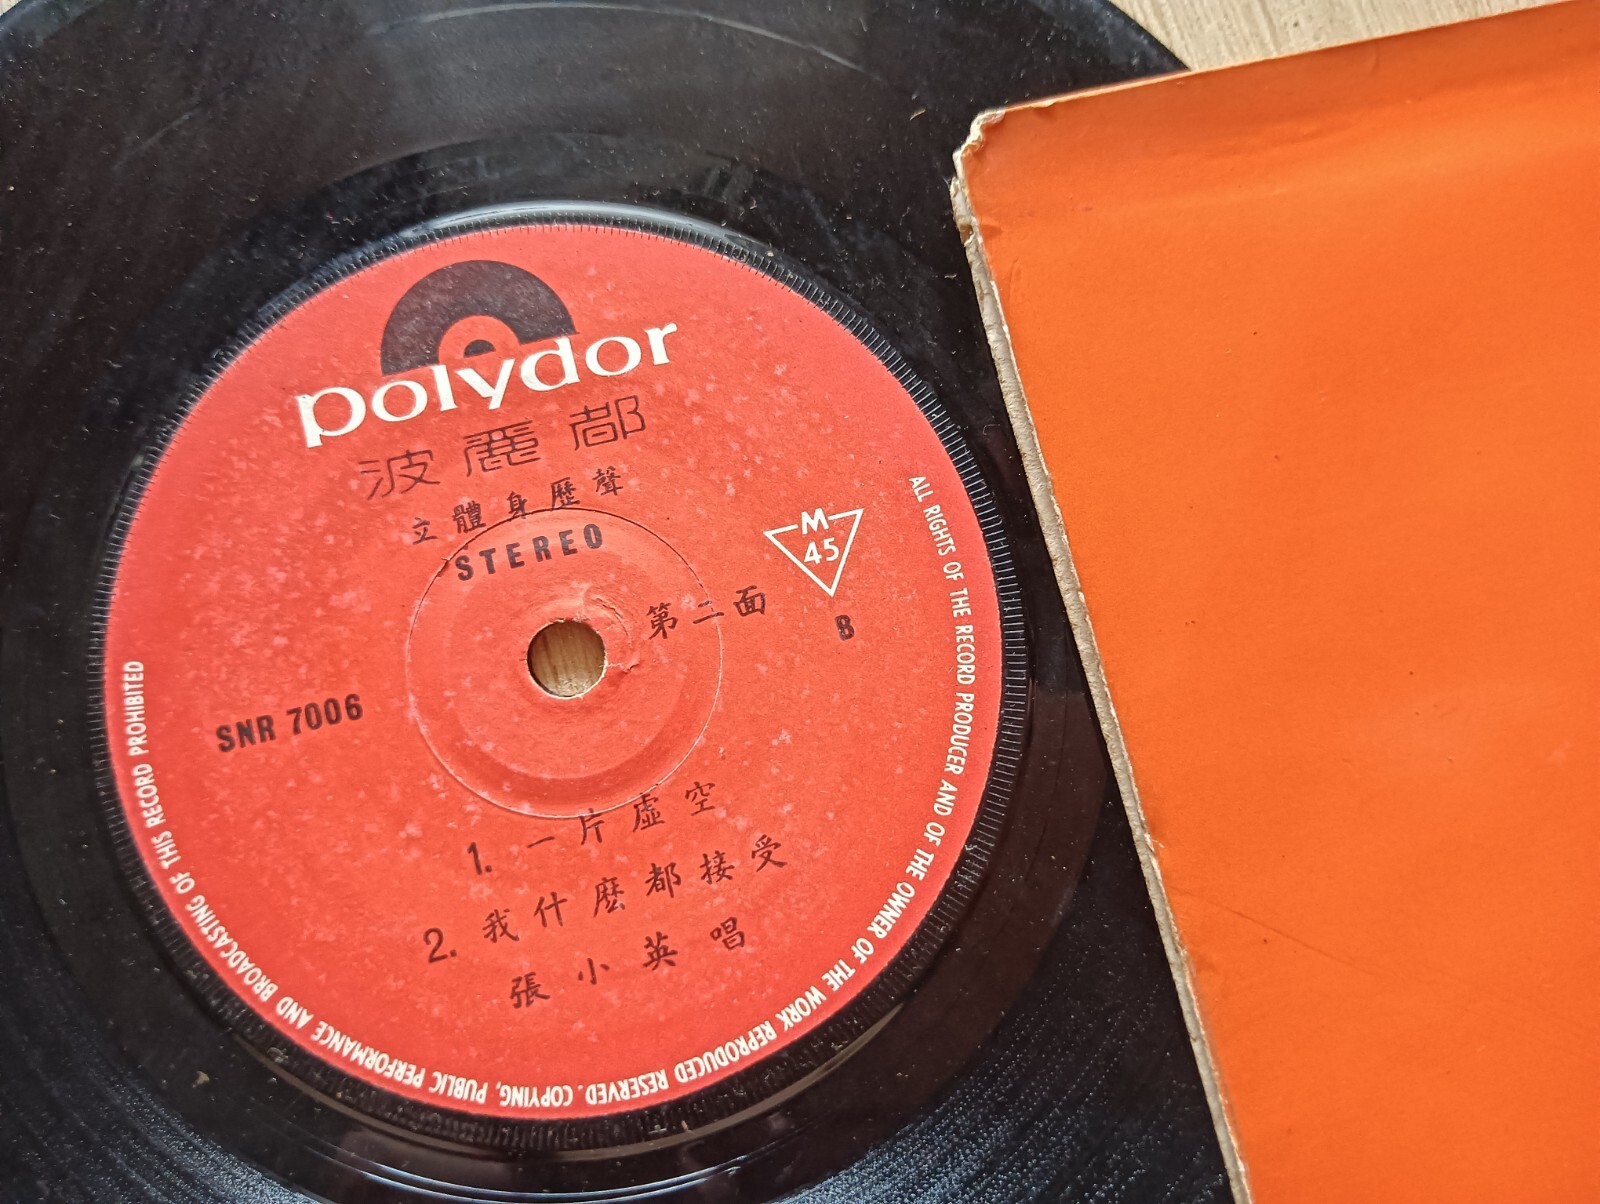 polydor
波麗都
立體身歷聲
STEREO
M
45
第二面
B
SNR 7006
1. 一片虛空
2. 我什麼都接受
張小英唱
ALL RIGHTS OF THE RECORD PRODUCER AND OF THE OWNER OF THE WORK REPRODUCED RESERVED. COPYING, PUBLIC PERFORMANCE AND BROADCASTING OF THIS RECORD PROHIBITED